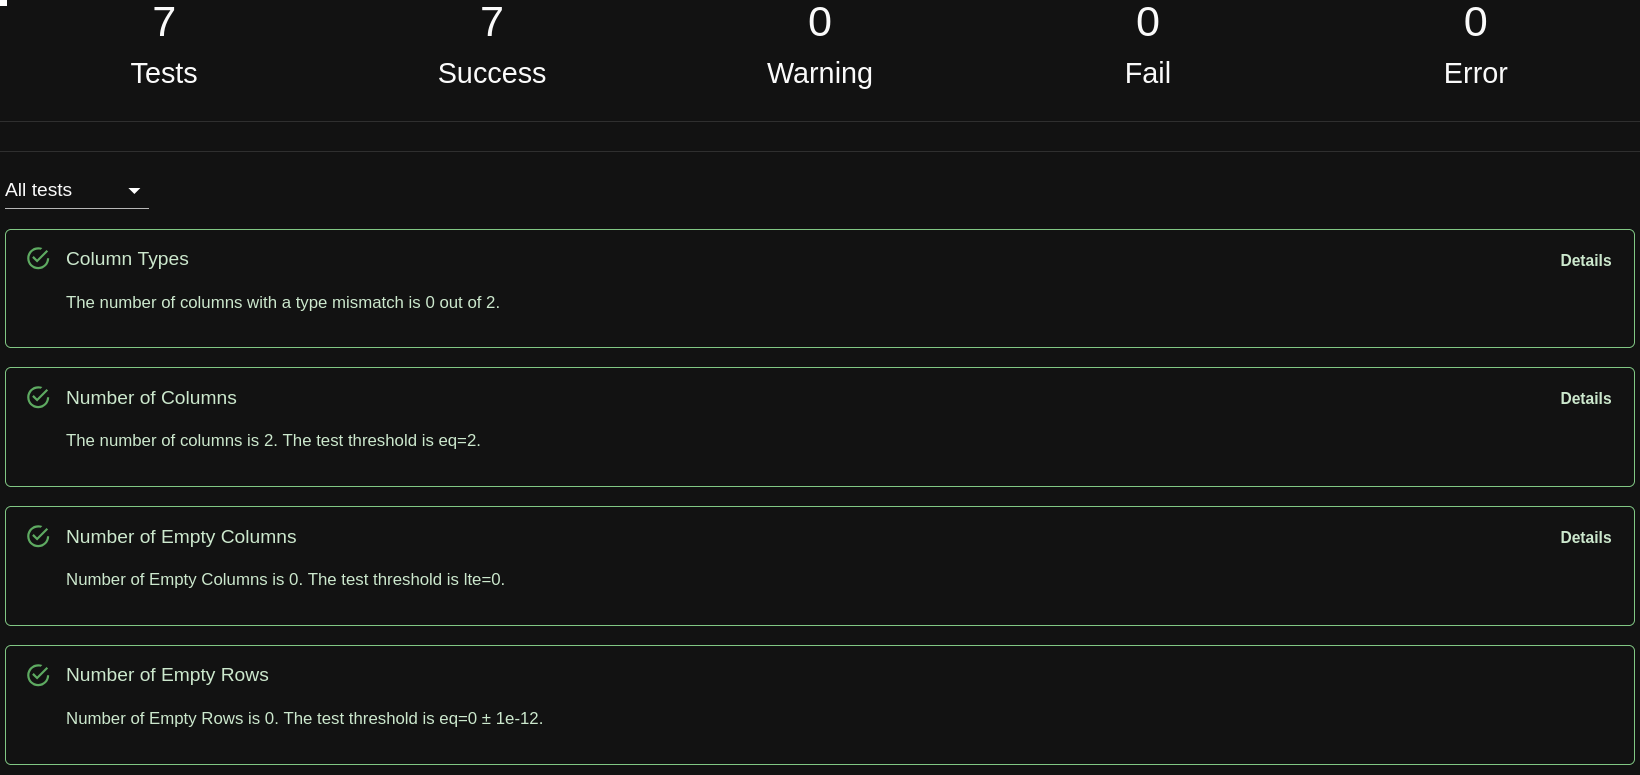 7 7 0 0 0
Tests Success Warning Fail Error
All tests
Column Types Details
The number of columns with a type mismatch is 0 out of 2.
Number of Columns Details
The number of columns is 2. The test threshold is eq=2.
Number of Empty Columns Details
Number of Empty Columns is 0. The test threshold is lte=0.
Number of Empty Rows
Number of Empty Rows is 0. The test threshold is eq=0 ± 1e-12.